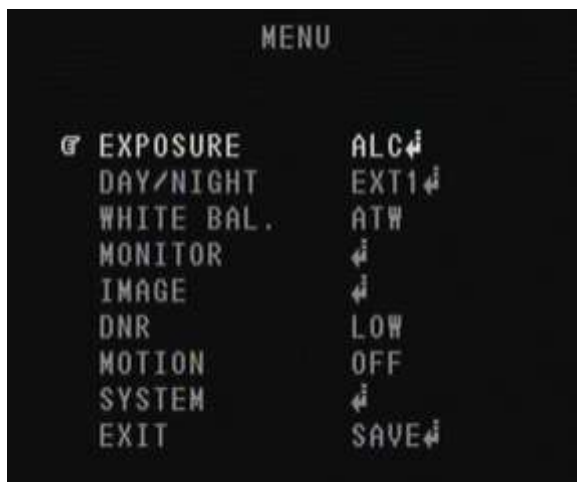 MENU
☞ EXPOSURE ALC↵
DAY/NIGHT EXT1↵
WHITE BAL. ATW
MONITOR ↵
IMAGE ↵
DNR LOW
MOTION OFF
SYSTEM ↵
EXIT SAVE↵